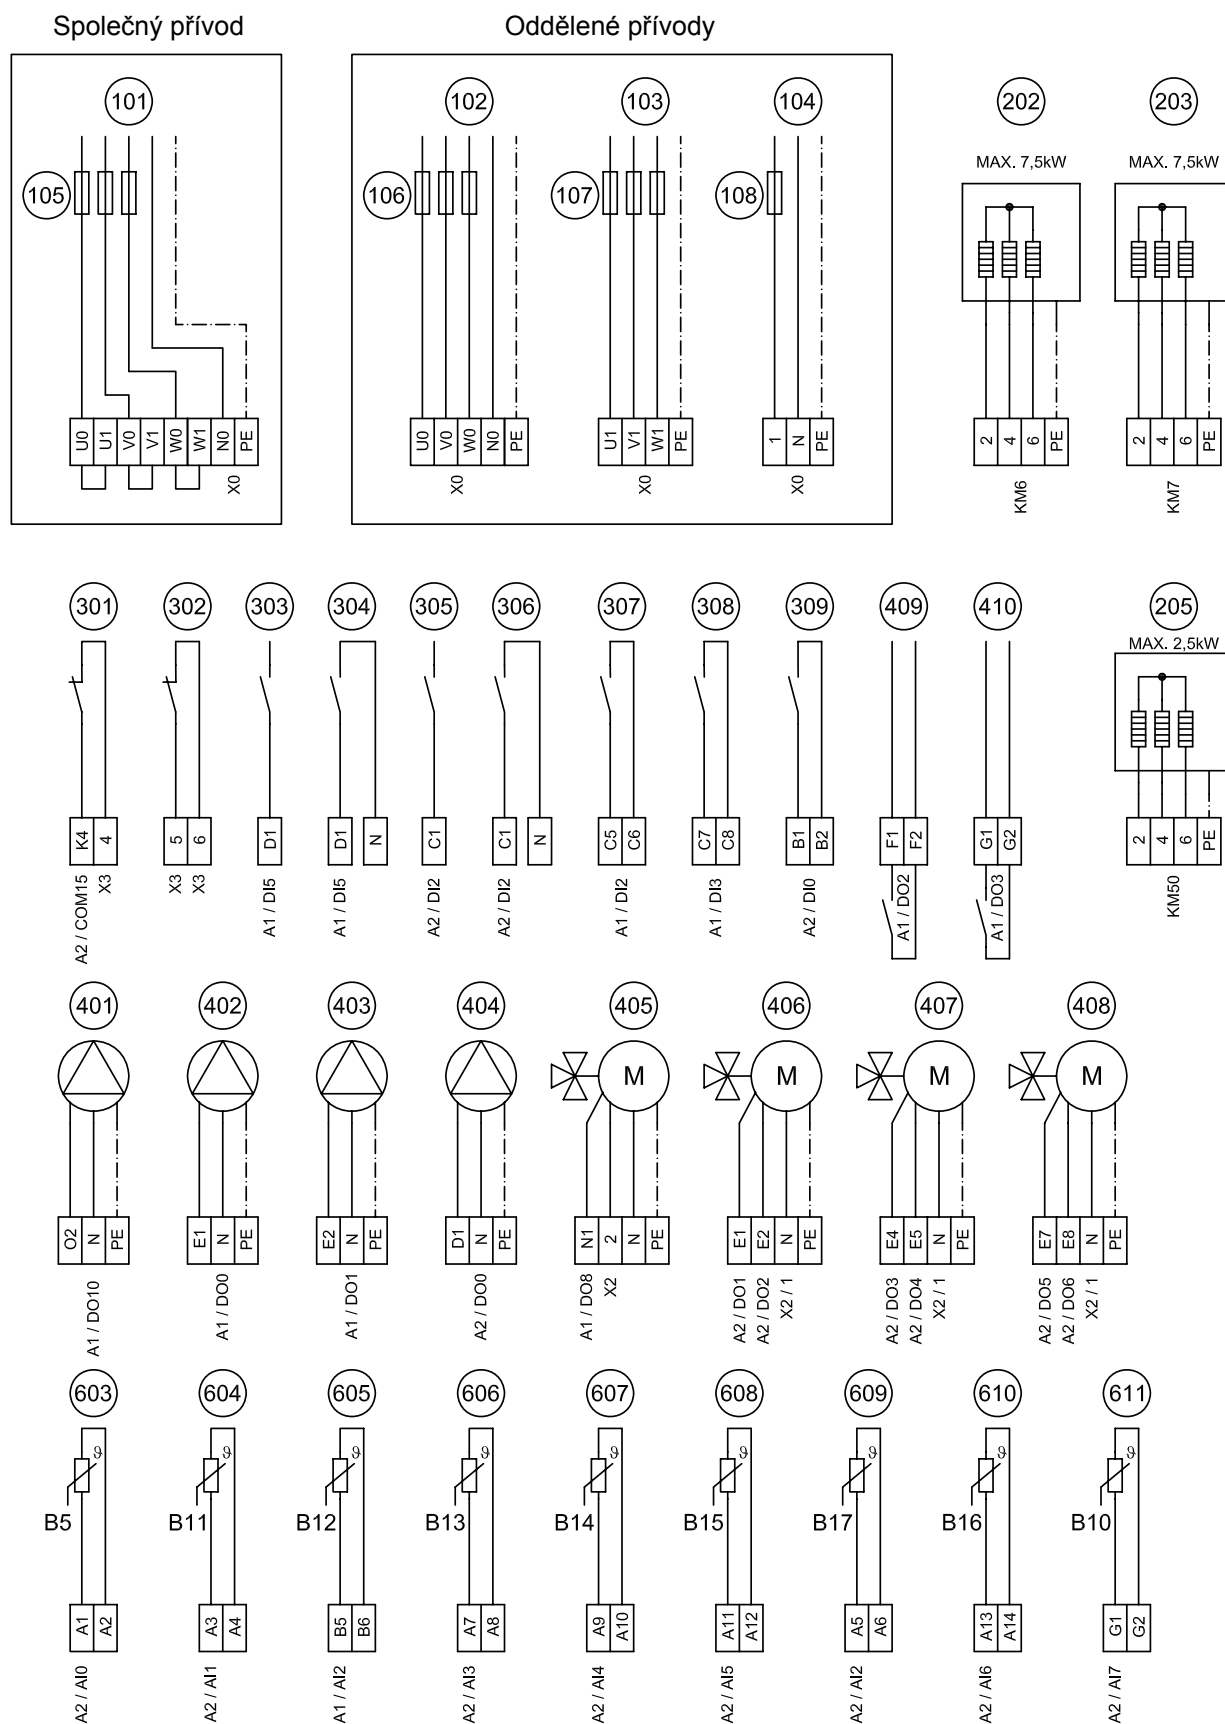 Společný přívod
Oddělené přívody
101
102
103
104
202
203
MAX. 7,5kW
MAX. 7,5kW
105
106
107
108
U0 U1 V0 V1 W0 W1 N0 PE
X0
U0 V0 W0 N0 PE
X0
U1 V1 W1 PE
X0
1 N PE
X0
2 4 6 PE
KM6
2 4 6 PE
KM7
301
302
303
304
305
306
307
308
309
409
410
205
MAX. 2,5kW
K4 4
A2 / COM15
X3
5 6
X3
X3
D1
A1 / DI5
D1 N
A1 / DI5
C1
A2 / DI2
C1 N
A2 / DI2
C5 C6
A1 / DI2
C7 C8
A1 / DI3
B1 B2
A2 / DI0
F1 F2
A1 / DO2
G1 G2
A1 / DO3
2 4 6 PE
KM50
401
402
403
404
405
406
407
408
M
M
M
M
O2 N PE
A1 / DO10
E1 N PE
A1 / DO0
E2 N PE
A1 / DO1
D1 N PE
A2 / DO0
N1 2 N PE
A1 / DO8
X2
E1 E2 N PE
A2 / DO1
A2 / DO2
X2 / 1
E4 E5 N PE
A2 / DO3
A2 / DO4
X2 / 1
E7 E8 N PE
A2 / DO5
A2 / DO6
X2 / 1
603
604
605
606
607
608
609
610
611
ϑ
ϑ
ϑ
ϑ
ϑ
ϑ
ϑ
ϑ
ϑ
B5
B11
B12
B13
B14
B15
B17
B16
B10
A1 A2
A2 / AI0
A3 A4
A2 / AI1
B5 B6
A1 / AI2
A7 A8
A2 / AI3
A9 A10
A2 / AI4
A11 A12
A2 / AI5
A5 A6
A2 / AI2
A13 A14
A2 / AI6
G1 G2
A2 / AI7